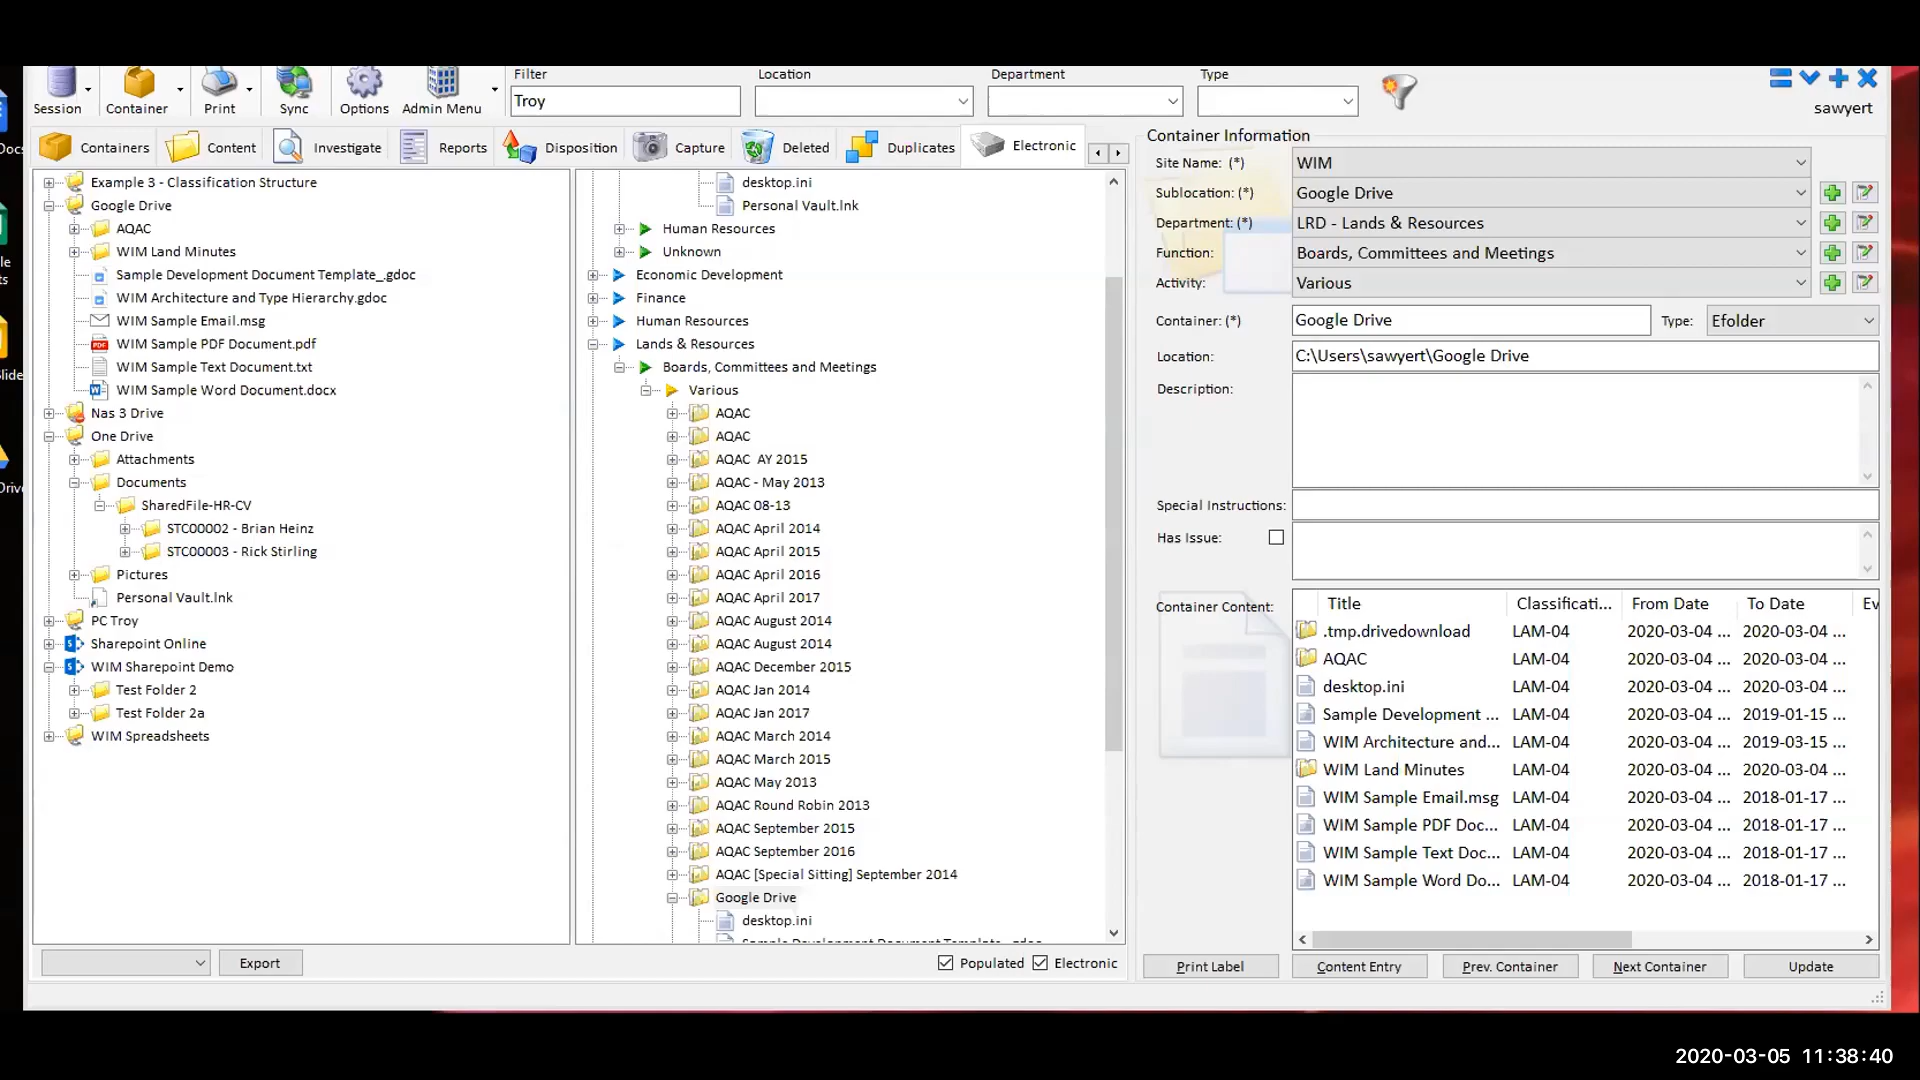 Session
Container
Print
Sync
Options
Admin Menu
Filter
Troy
Location
Department
Type
sawyert
Containers
Content
Investigate
Reports
Disposition
Capture
Deleted
Duplicates
Electronic
Docs
Slide
Example 3 - Classification Structure
Google Drive
AQAC
WIM Land Minutes
Sample Development Document Template_.gdoc
WIM Architecture and Type Hierarchy.gdoc
WIM Sample Email.msg
WIM Sample PDF Document.pdf
WIM Sample Text Document.txt
WIM Sample Word Document.docx
Nas 3 Drive
One Drive
Attachments
Documents
SharedFile-HR-CV
STC00002 - Brian Heinz
STC00003 - Rick Stirling
Pictures
Personal Vault.lnk
PC Troy
Sharepoint Online
WIM Sharepoint Demo
Test Folder 2
Test Folder 2a
WIM Spreadsheets
Export
desktop.ini
Personal Vault.lnk
Human Resources
Unknown
Economic Development
Finance
Human Resources
Lands & Resources
Boards, Committees and Meetings
Various
AQAC
AQAC
AQAC AY 2015
AQAC - May 2013
AQAC 08-13
AQAC April 2014
AQAC April 2015
AQAC April 2016
AQAC April 2017
AQAC August 2014
AQAC August 2014
AQAC December 2015
AQAC Jan 2014
AQAC Jan 2017
AQAC March 2014
AQAC March 2015
AQAC May 2013
AQAC Round Robin 2013
AQAC September 2015
AQAC September 2016
AQAC [Special Sitting] September 2014
Google Drive
desktop.ini
Sample Development Document Template_.gdoc
Populated
Electronic
Container Information
Site Name: (*) WIM
Sublocation: (*) Google Drive
Department: (*) LRD - Lands & Resources
Function: Boards, Committees and Meetings
Activity: Various
Container: (*) Google Drive Type: Efolder
Location: C:\Users\sawyert\Google Drive
Description:
Special Instructions:
Has Issue:
Container Content:
Title Classificati... From Date To Date Ev
.tmp.drivedownload LAM-04 2020-03-04 ... 2020-03-04 ...
AQAC LAM-04 2020-03-04 ... 2020-03-04 ...
desktop.ini LAM-04 2020-03-04 ... 2020-03-04 ...
Sample Development ... LAM-04 2020-03-04 ... 2019-01-15 ...
WIM Architecture and... LAM-04 2020-03-04 ... 2019-03-15 ...
WIM Land Minutes LAM-04 2020-03-04 ... 2020-03-04 ...
WIM Sample Email.msg LAM-04 2020-03-04 ... 2018-01-17 ...
WIM Sample PDF Doc... LAM-04 2020-03-04 ... 2018-01-17 ...
WIM Sample Text Doc... LAM-04 2020-03-04 ... 2018-01-17 ...
WIM Sample Word Do... LAM-04 2020-03-04 ... 2018-01-17 ...
Print Label
Content Entry
Prev. Container
Next Container
Update
2020-03-05 11:38:40